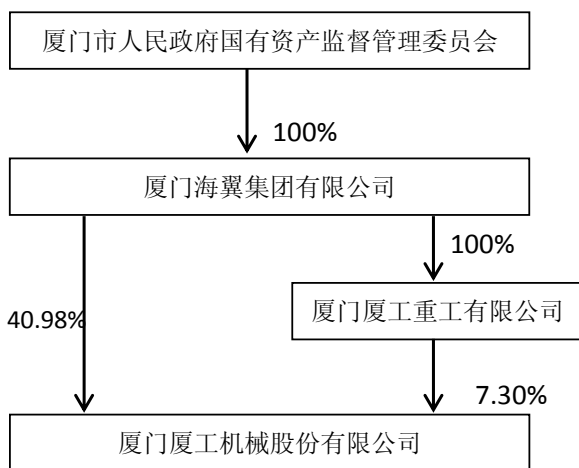 厦门市人民政府国有资产监督管理委员会
100%
厦门海翼集团有限公司
100%
40.98%
厦门厦工重工有限公司
7.30%
厦门厦工机械股份有限公司